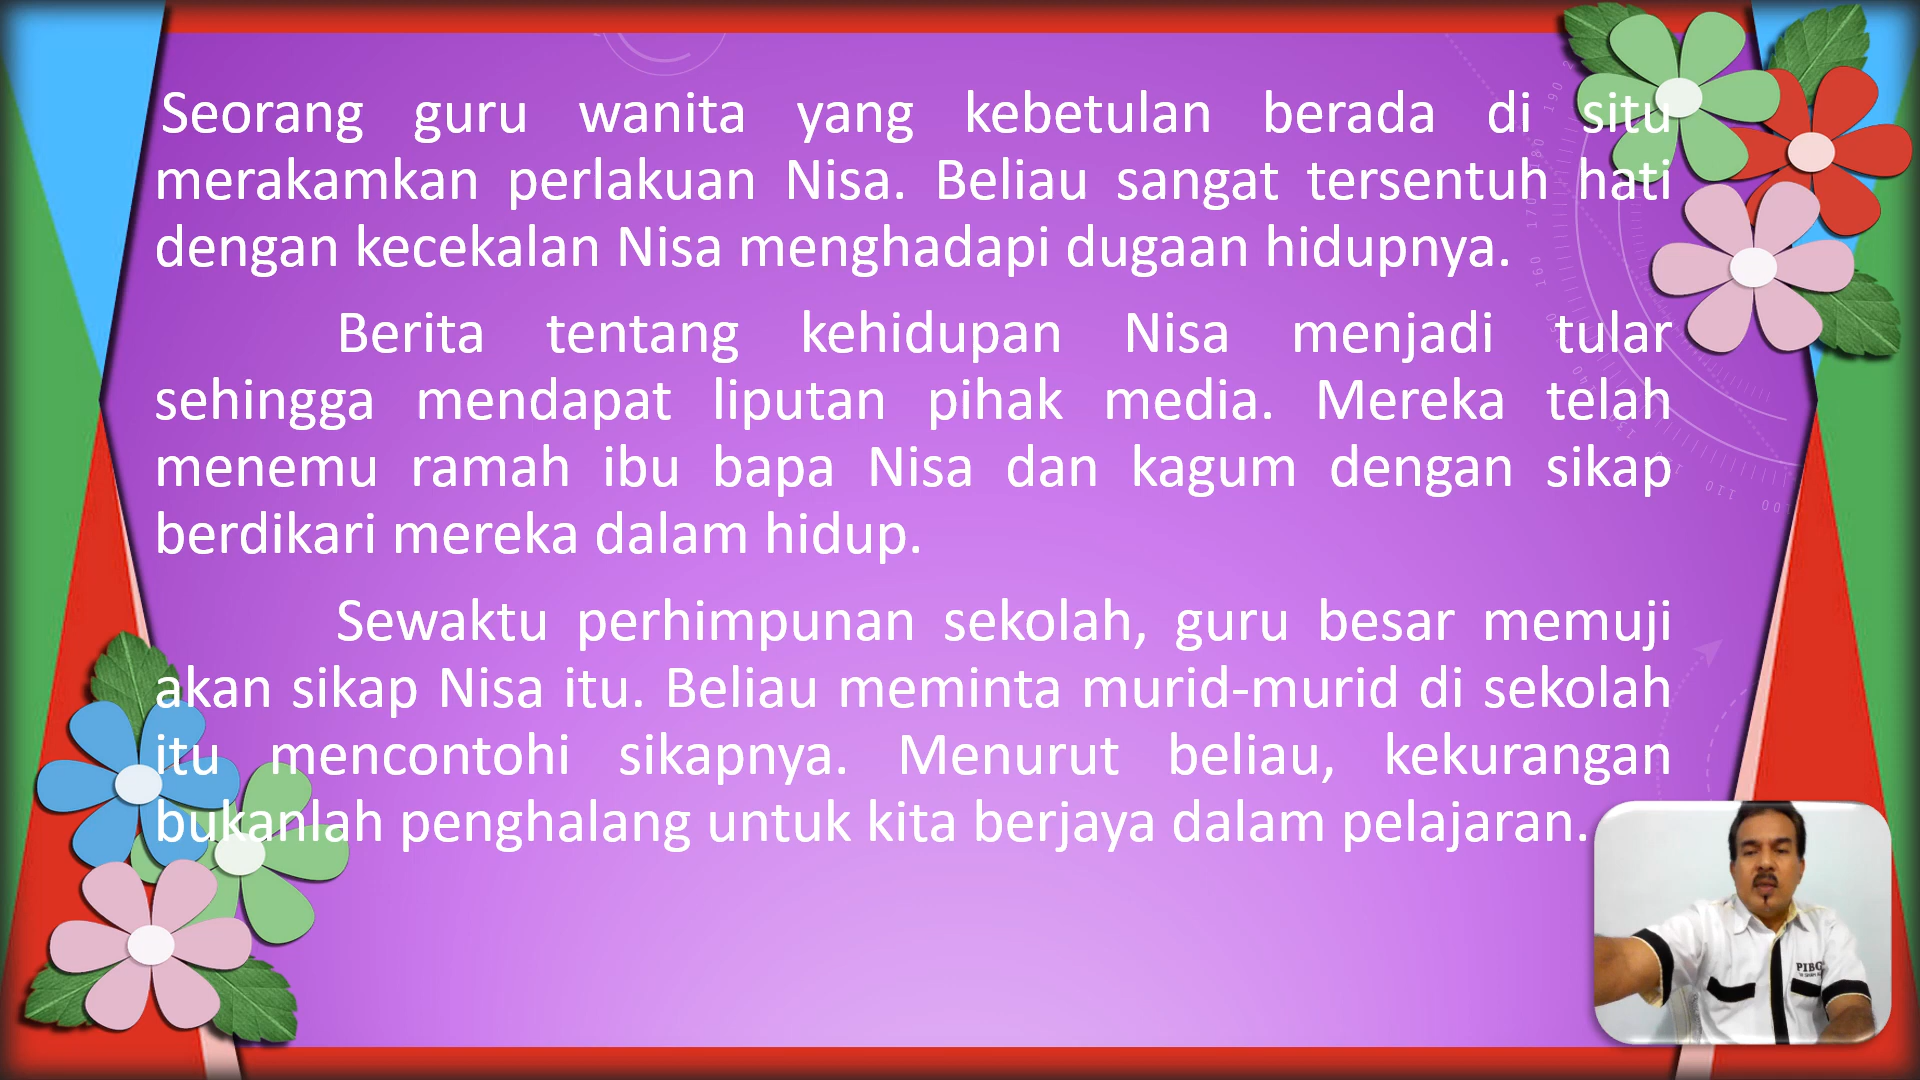 Seorang guru wanita yang kebetulan berada di situ
merakamkan perlakuan Nisa. Beliau sangat tersentuh hati
dengan kecekalan Nisa menghadapi dugaan hidupnya.
Berita tentang kehidupan Nisa menjadi tular
sehingga mendapat liputan pihak media. Mereka telah
menemu ramah ibu bapa Nisa dan kagum dengan sikap
berdikari mereka dalam hidup.
Sewaktu perhimpunan sekolah, guru besar memuji
akan sikap Nisa itu. Beliau meminta murid-murid di sekolah
itu mencontohi sikapnya. Menurut beliau, kekurangan
bukanlah penghalang untuk kita berjaya dalam pelajaran.